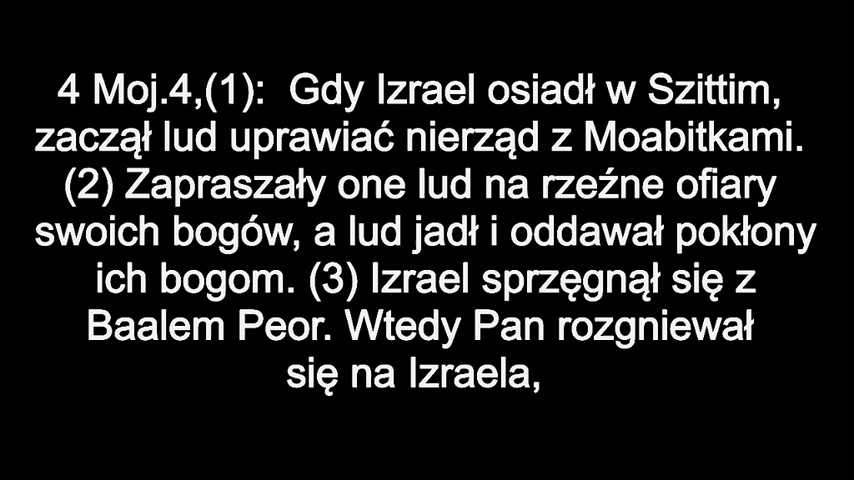 4 Moj.4,(1):  Gdy Izrael osiadł w Szittim,
zaczął lud uprawiać nierząd z Moabitkami.
(2) Zapraszały one lud na rzeźne ofiary
swoich bogów, a lud jadł i oddawał pokłony
ich bogom. (3) Izrael sprzęgnął się z
Baalem Peor. Wtedy Pan rozgniewał
się na Izraela,